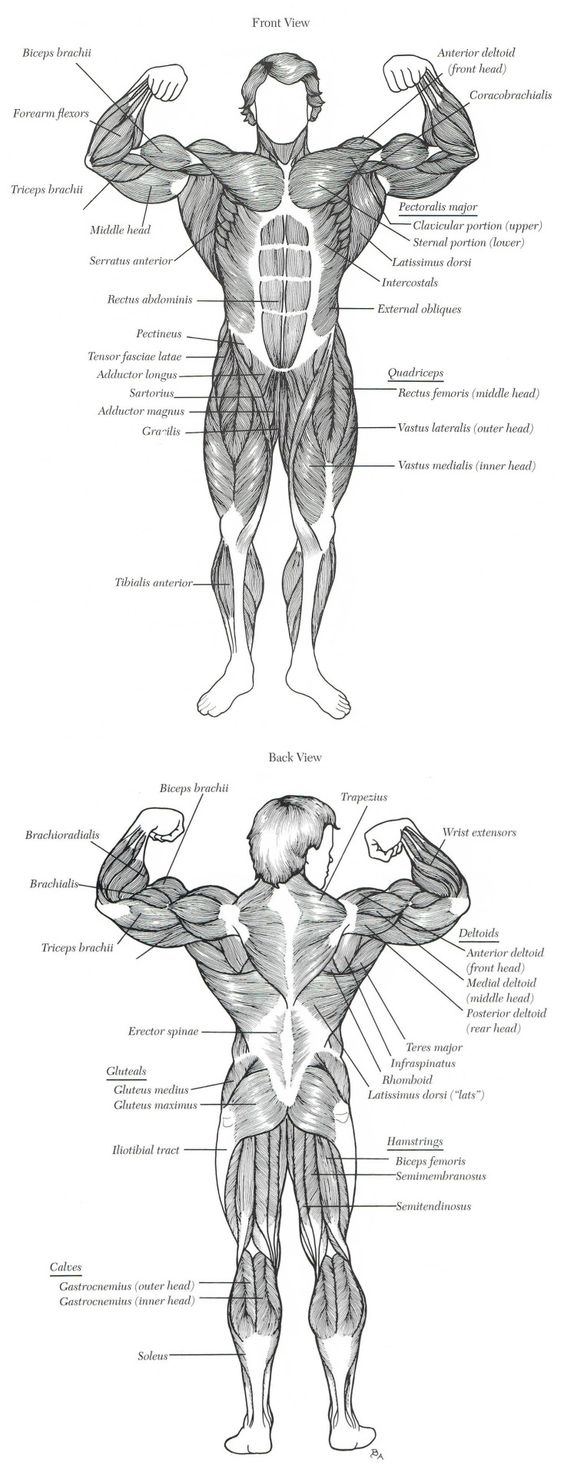 Front View
Biceps brachii
Forearm flexors
Triceps brachii
Middle head
Serratus anterior
Rectus abdominis
Pectineus
Tensor fasciae latae
Adductor longus
Sartorius
Adductor magnus
Gracilis
Tibialis anterior
Anterior deltoid
(front head)
Coracobrachialis
Pectoralis major
Clavicular portion (upper)
Sternal portion (lower)
Latissimus dorsi
Intercostals
External obliques
Quadriceps
Rectus femoris (middle head)
Vastus lateralis (outer head)
Vastus medialis (inner head)
Back View
Biceps brachii
Brachioradialis
Brachialis
Triceps brachii
Erector spinae
Gluteals
Gluteus medius
Gluteus maximus
Iliotibial tract
Calves
Gastrocnemius (outer head)
Gastrocnemius (inner head)
Soleus
Trapezius
Wrist extensors
Deltoids
Anterior deltoid
(front head)
Medial deltoid
(middle head)
Posterior deltoid
(rear head)
Teres major
Infraspinatus
Rhomboid
Latissimus dorsi ("lats")
Hamstrings
Biceps femoris
Semimembranosus
Semitendinosus